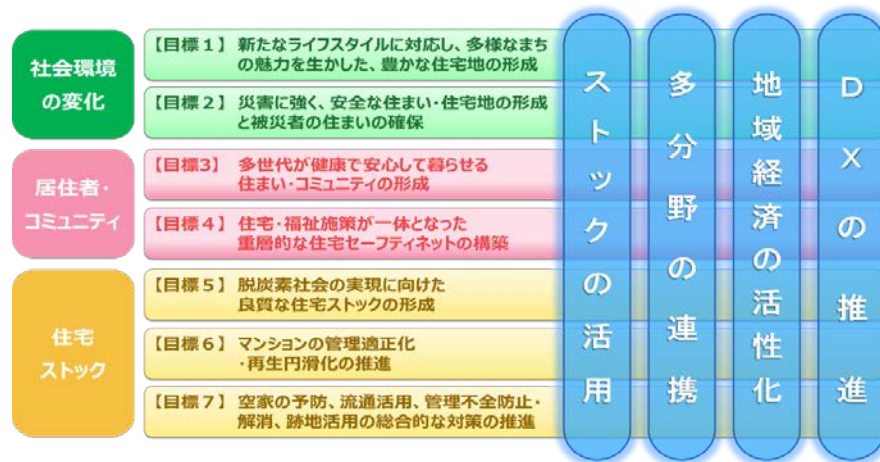 社会環境
の変化
【目標１】 新たなライフスタイルに対応し、多様なまち
の魅力を生かした、豊かな住宅地の形成
【目標２】 災害に強く、安全な住まい・住宅地の形成
と被災者の住まいの確保
居住者・
コミュニティ
【目標3】 多世代が健康で安心して暮らせる
住まい・コミュニティの形成
【目標４】 住宅・福祉施策が一体となった
重層的な住宅セーフティネットの構築
住宅
ストック
【目標５】 脱炭素社会の実現に向けた
良質な住宅ストックの形成
【目標６】 マンションの管理適正化
・再生円滑化の推進
【目標７】 空家の予防、流通活用、管理不全防止・
解消、跡地活用の総合的な対策の推進
ストックの活用
多分野の連携
地域経済の活性化
ＤＸの推進